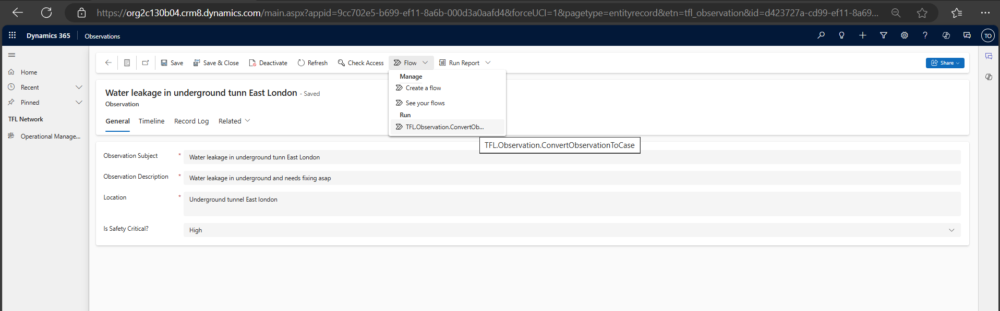 https://org2c130b04.crm8.dynamics.com/main.aspx?appid=9cc702e5-b699-ef11-8a6b-000d3a0aafd4&forceUCI=1&pagetype=entityrecord&etn=tfl_observation&id=d423727a-cd99-ef11-8a69...
Dynamics 365 Observations TO
Save Save & Close Deactivate Refresh Check Access Flow Run Report Share
Home
Recent
Pinned
TFL Network
Operational Manage...
Manage
Create a flow
See your flows
Run
TFL.Observation.ConvertOb...
TFL.Observation.ConvertObservationToCase
Water leakage in underground tunn East London - Saved
Observation
General Timeline Record Log Related
Observation Subject * Water leakage in underground tunn East London
Observation Description * Water leakage in underground and needs fixing asap
Location * Underground tunnel East london
Is Safety Critical? High